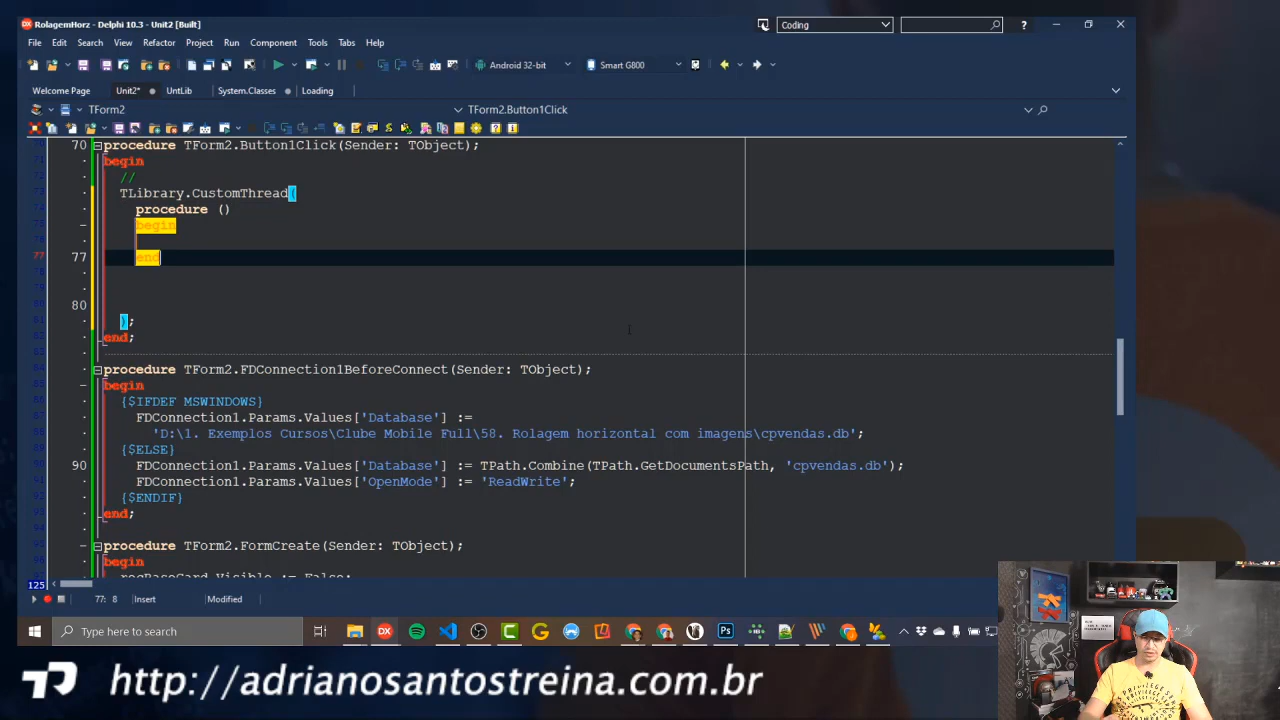 RolagemHorz - Delphi 10.3 - Unit2 [Built]
Coding
File Edit Search View Refactor Project Run Component Tools Tabs Help
Android 32-bit
Smart G800
Welcome Page Unit2* UntLib System.Classes Loading
TForm2
TForm2.Button1Click
70 procedure TForm2.Button1Click(Sender: TObject);
begin
//
TLibrary.CustomThread(
procedure ()
begin
77 77 end
80
);
end;
procedure TForm2.FDConnection1BeforeConnect(Sender: TObject);
begin
{$IFDEF MSWINDOWS}
FDConnection1.Params.Values['Database'] :=
'D:\1. Exemplos Cursos\Clube Mobile Full\58. Rolagem horizontal com imagens\cpvendas.db';
{$ELSE}
90 FDConnection1.Params.Values['Database'] := TPath.Combine(TPath.GetDocumentsPath, 'cpvendas.db');
FDConnection1.Params.Values['OpenMode'] := 'ReadWrite';
{$ENDIF}
end;
procedure TForm2.FormCreate(Sender: TObject);
begin
125
77: 8 Insert Modified
Type here to search
http://adrianosantostreina.com.br